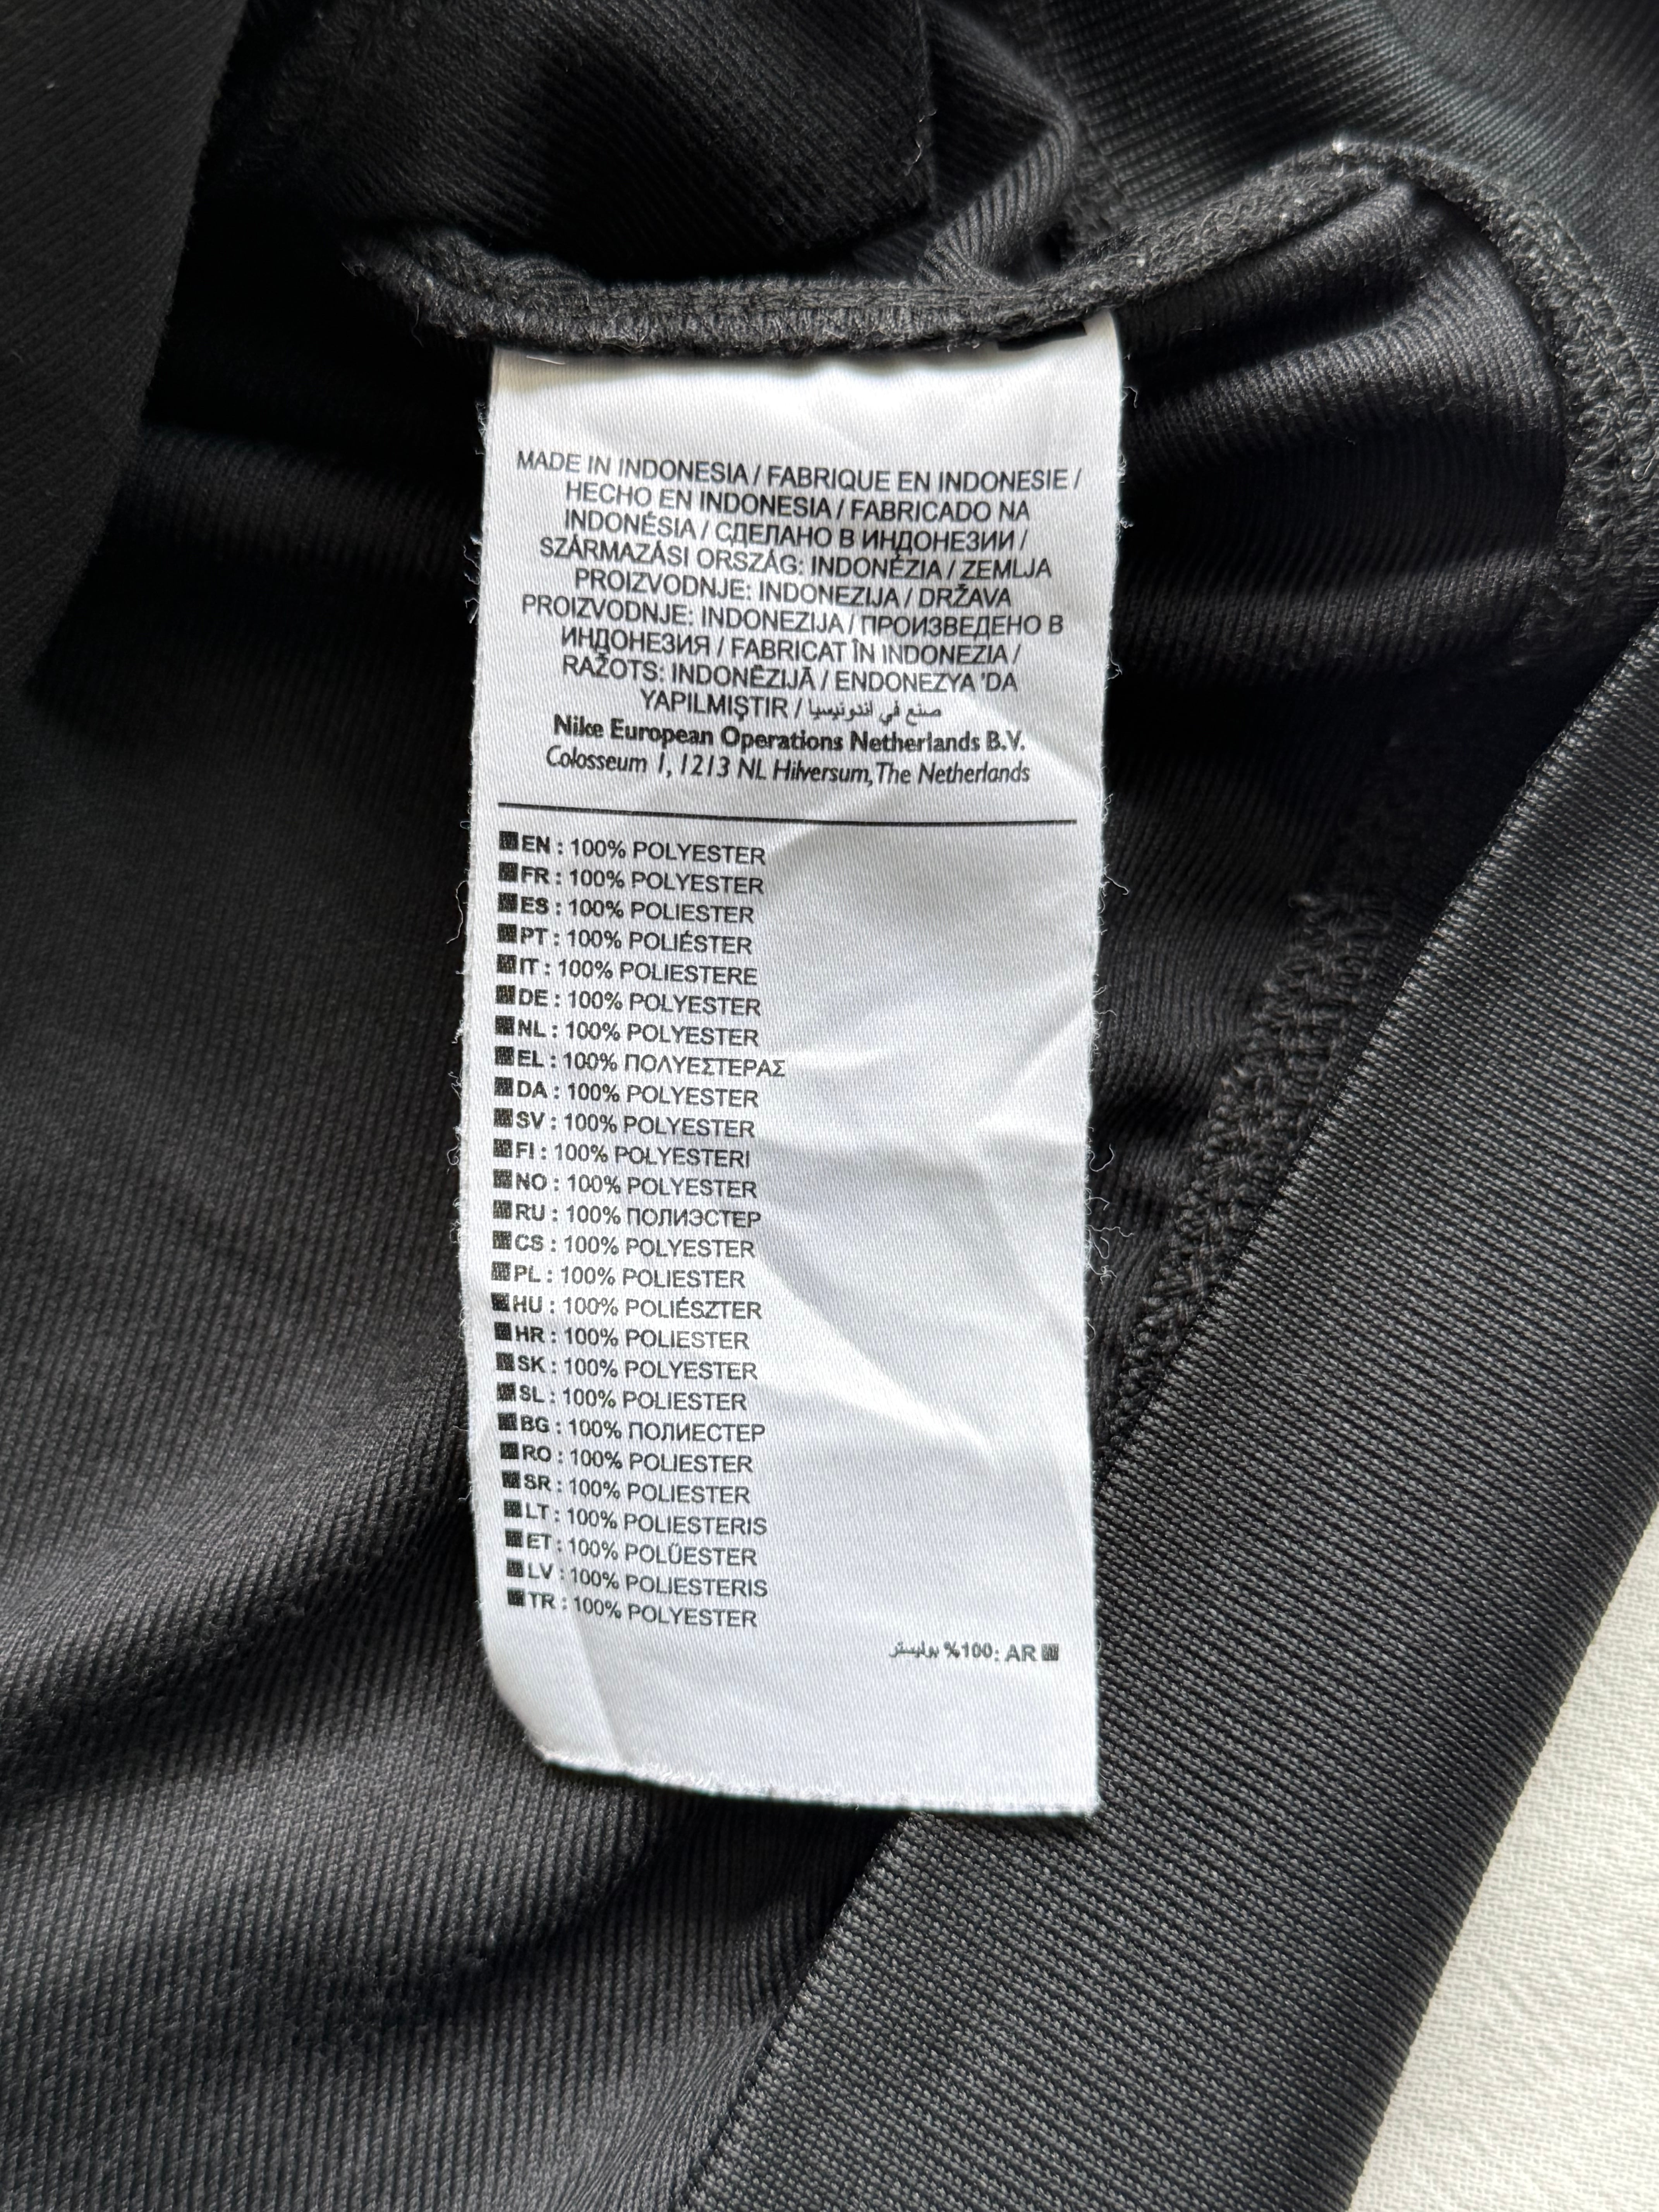 MADE IN INDONESIA / FABRIQUE EN INDONESIE /
HECHO EN INDONESIA / FABRICADO NA
INDONÉSIA / СДЕЛАНО В ИНДОНЕЗИИ /
SZÁRMAZÁSI ORSZÁG: INDONÉZIA / ZEMLJA
PROIZVODNJE: INDONEZIJA / DRŽAVA
PROIZVODNJE: INDONEZIJA / ПРОИЗВЕДЕНО В
ИНДОНЕЗИЯ / FABRICAT ÎN INDONEZIA /
RAŽOTS: INDONĒZIJĀ / ENDONEZYA 'DA
YAPILMIŞTIR / صنع في اندونيسيا
Nike European Operations Netherlands B.V.
Colosseum 1, 1213 NL Hilversum, The Netherlands
EN : 100% POLYESTER
FR : 100% POLYESTER
ES : 100% POLIESTER
PT : 100% POLIÉSTER
IT : 100% POLIESTERE
DE : 100% POLYESTER
NL : 100% POLYESTER
EL : 100% ΠΟΛΥΕΣΤΕΡΑΣ
DA : 100% POLYESTER
SV : 100% POLYESTER
FI : 100% POLYESTERI
NO : 100% POLYESTER
RU : 100% ПОЛИЭСТЕР
CS : 100% POLYESTER
PL : 100% POLIESTER
HU : 100% POLIÉSZTER
HR : 100% POLIESTER
SK : 100% POLYESTER
SL : 100% POLIESTER
BG : 100% ПОЛИЕСТЕР
RO : 100% POLIESTER
SR : 100% POLIESTER
LT : 100% POLIESTERIS
ET : 100% POLÜESTER
LV : 100% POLIESTERIS
TR : 100% POLYESTER
AR :100% بوليستر